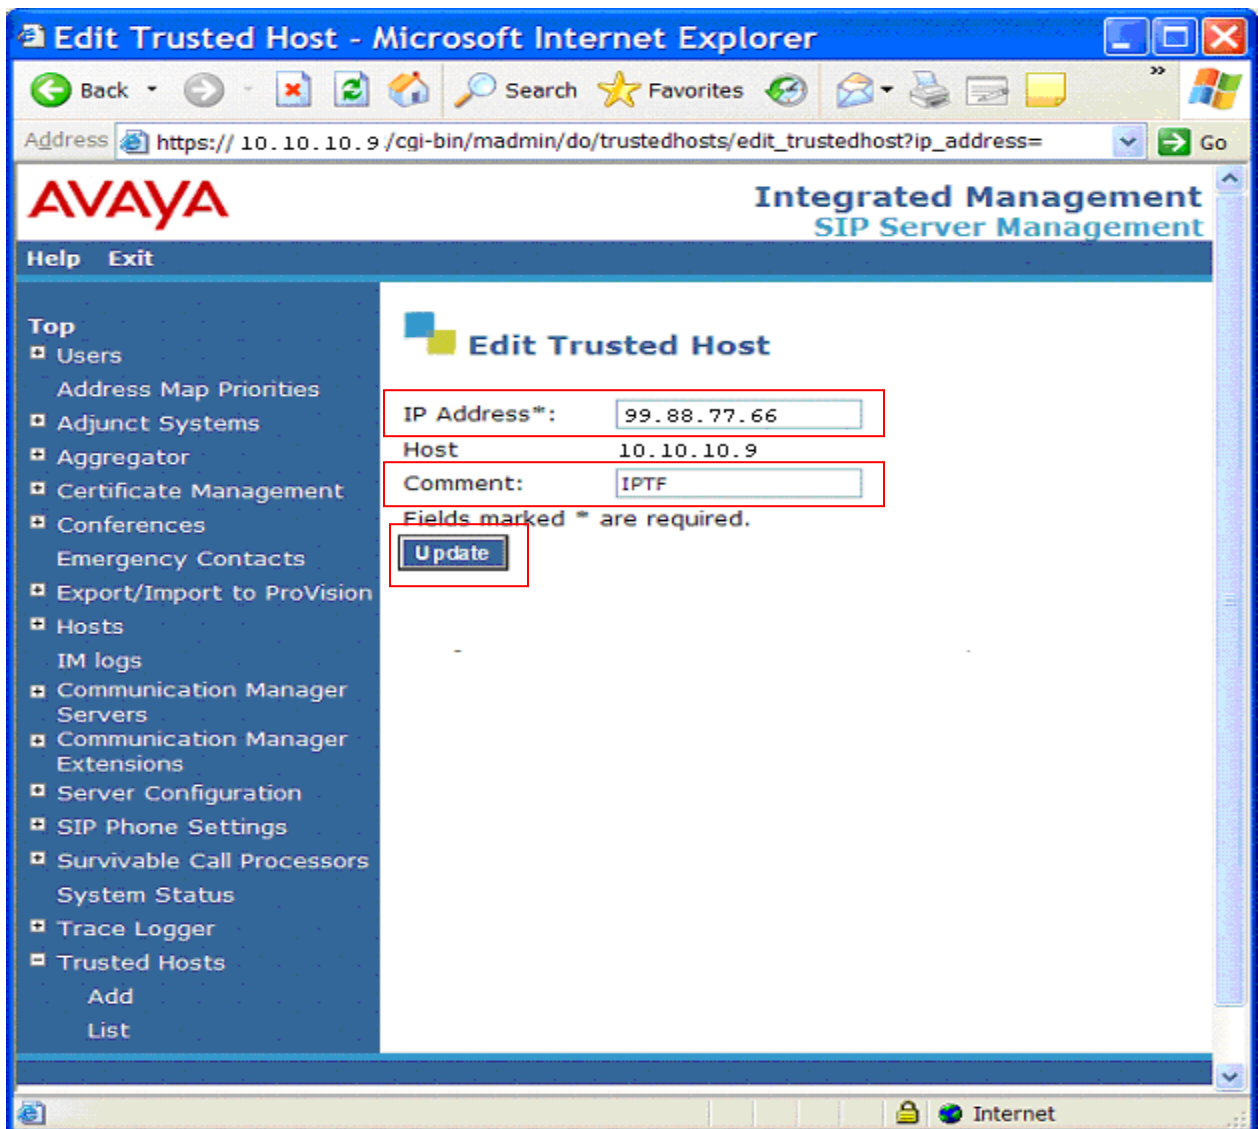 Edit Trusted Host - Microsoft Internet Explorer
Back Search Favorites »
Address https:// 10.10.10.9 /cgi-bin/madmin/do/trustedhosts/edit_trustedhost?ip_address= Go
AVAYA
Integrated Management
SIP Server Management
Help Exit
Top
Users
Address Map Priorities
Adjunct Systems
Aggregator
Certificate Management
Conferences
Emergency Contacts
Export/Import to ProVision
Hosts
IM logs
Communication Manager
Servers
Communication Manager
Extensions
Server Configuration
SIP Phone Settings
Survivable Call Processors
System Status
Trace Logger
Trusted Hosts
Add
List
Edit Trusted Host
IP Address*: 99.88.77.66
Host 10.10.10.9
Comment: IPTF
Fields marked * are required.
Update
Internet